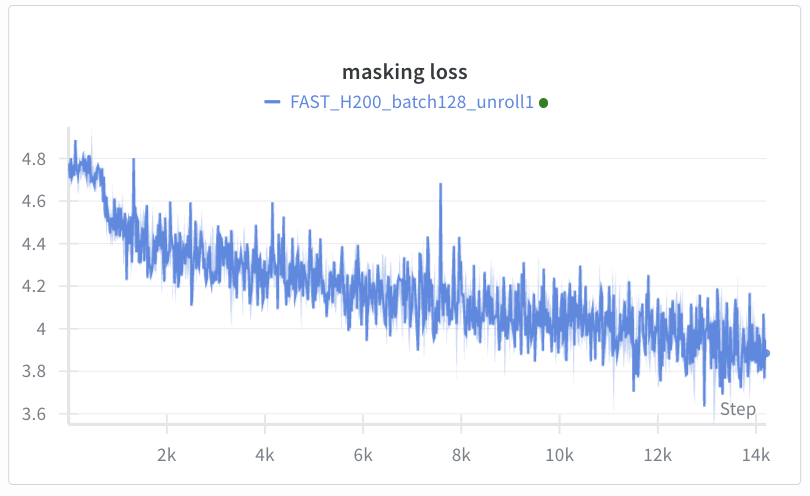 masking loss
FAST_H200_batch128_unroll1
4.8
4.6
4.4
4.2
4
3.8
3.6
Step
2k 4k 6k 8k 10k 12k 14k